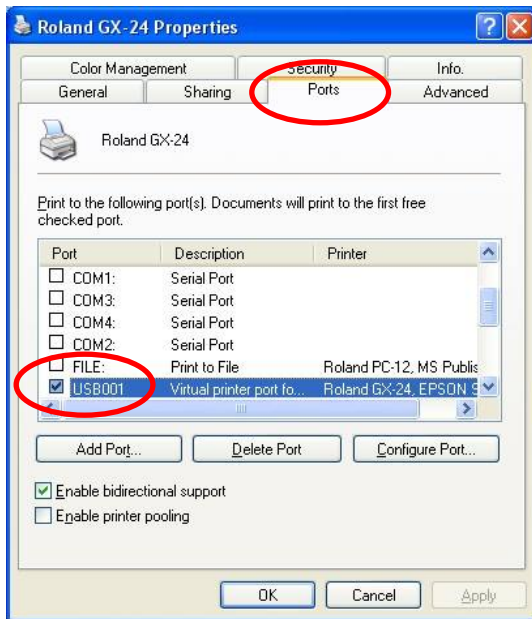 Roland GX-24 Properties
Color Management Security Info.
General Sharing Ports Advanced
Roland GX-24
Print to the following port(s). Documents will print to the first free
checked port.
Port Description Printer
COM1: Serial Port
COM3: Serial Port
COM4: Serial Port
COM2: Serial Port
FILE: Print to File Roland PC-12, MS Publis
USB001 Virtual printer port fo... Roland GX-24, EPSON S
Add Port... Delete Port Configure Port...
Enable bidirectional support
Enable printer pooling
OK Cancel Apply